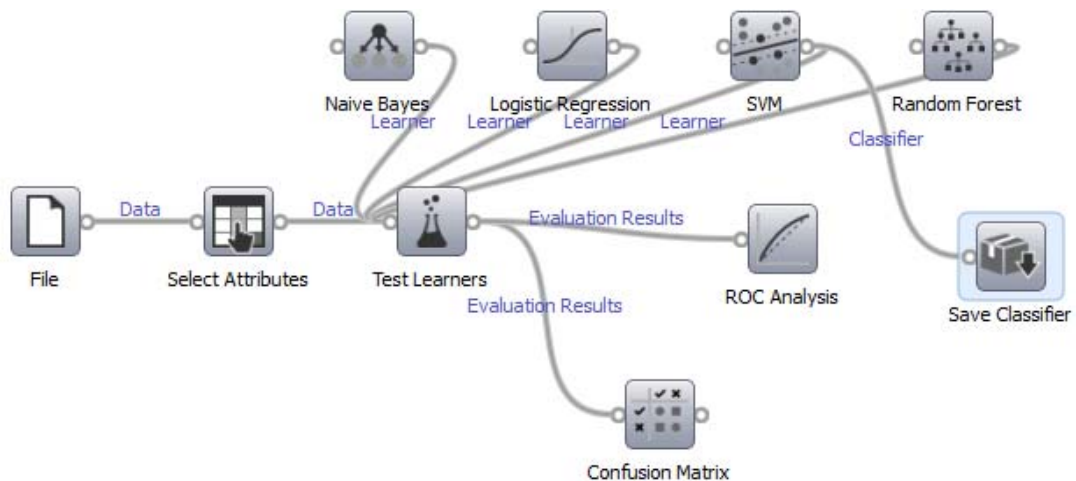 Naive Bayes
Logistic Regression
SVM
Random Forest
Learner
Learner
Learner
Learner
Classifier
Data
Data
Evaluation Results
File
Select Attributes
Test Learners
ROC Analysis
Evaluation Results
Save Classifier
Confusion Matrix